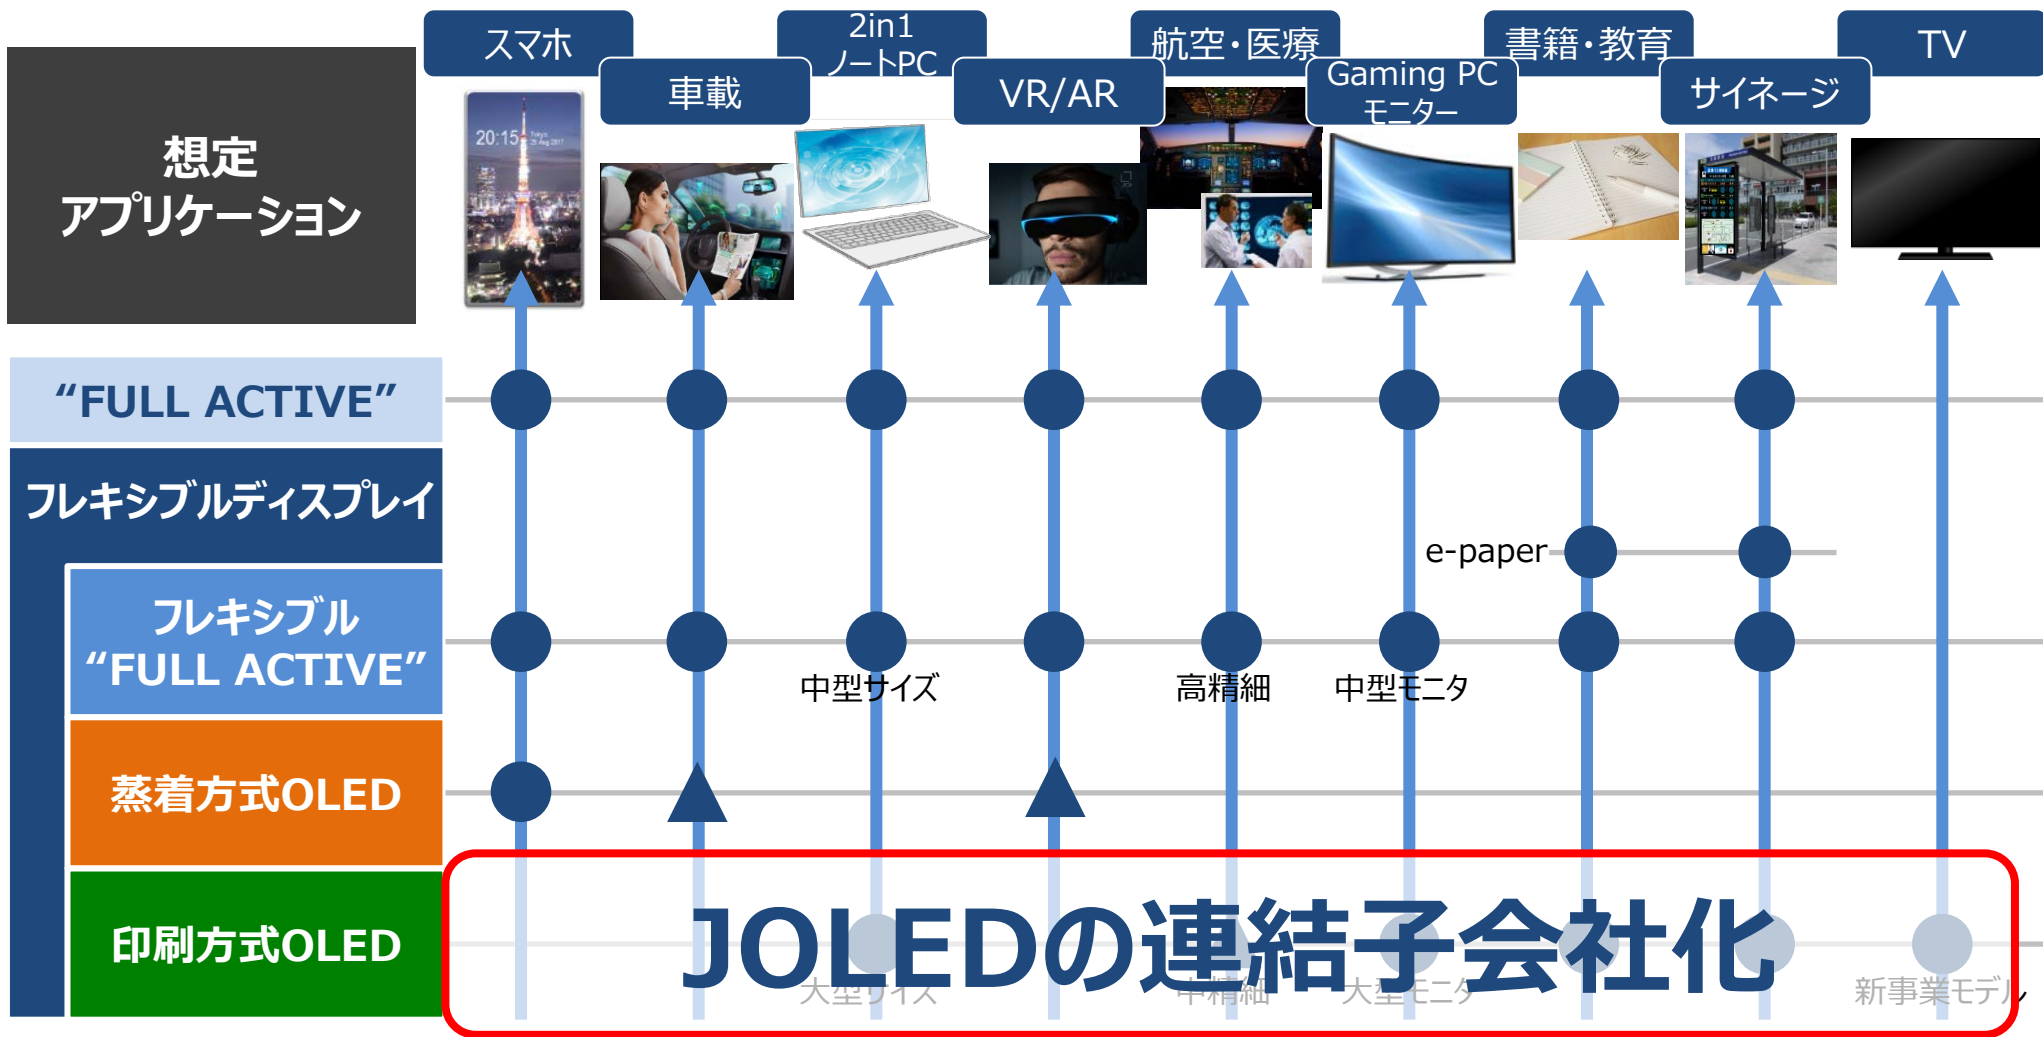 スマホ
車載
2in1
ノートPC
VR/AR
航空・医療
Gaming PC
モニター
書籍・教育
サイネージ
TV
想定
アプリケーション
20:15
Tokyo
“FULL ACTIVE”
フレキシブルディスプレイ
e-paper
フレキシブル
“FULL ACTIVE”
中型サイズ
高精細
中型モニタ
蒸着方式OLED
印刷方式OLED
JOLEDの連結子会社化
大型サイズ
中精細
大型モニタ
新事業モデル